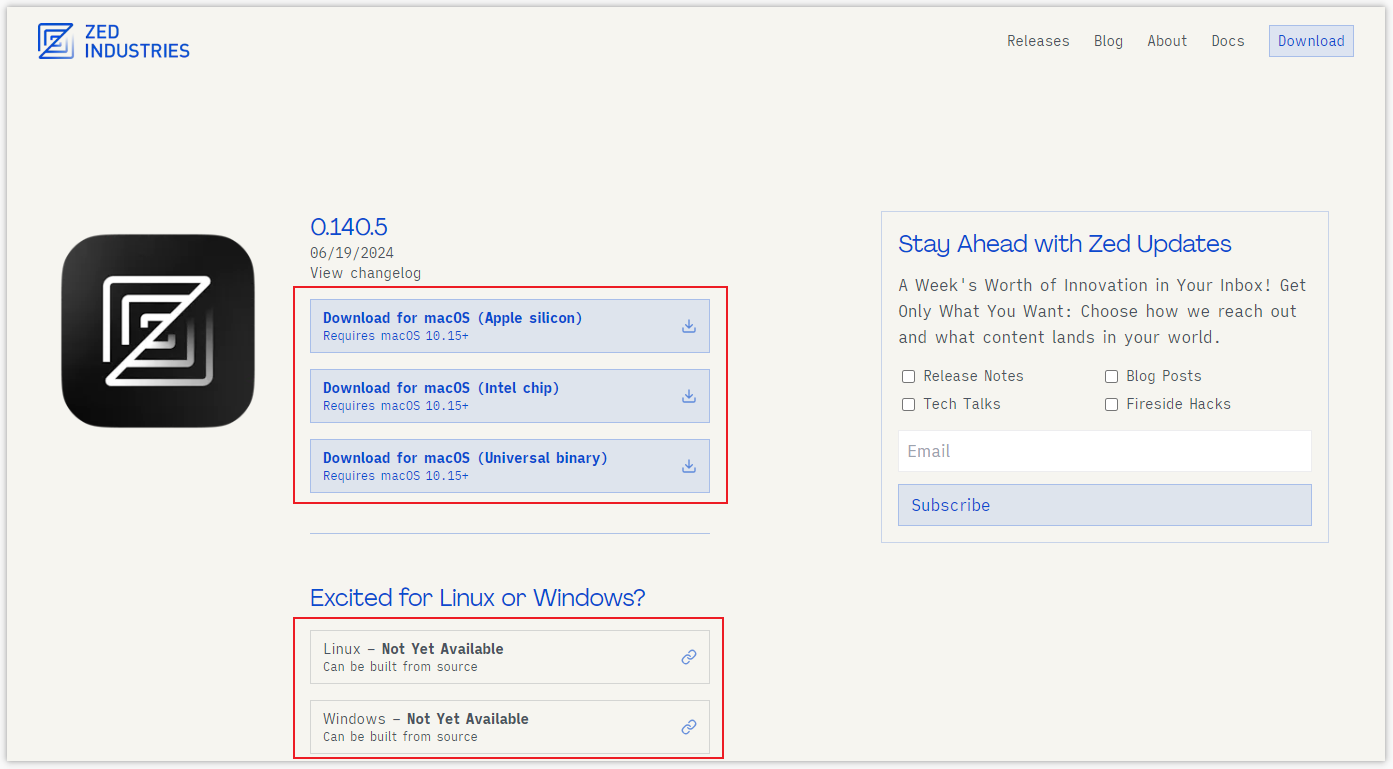 ZED
INDUSTRIES
Releases Blog About Docs Download
0.140.5
06/19/2024
View changelog
Download for macOS (Apple silicon)
Requires macOS 10.15+
Download for macOS (Intel chip)
Requires macOS 10.15+
Download for macOS (Universal binary)
Requires macOS 10.15+
Excited for Linux or Windows?
Linux – Not Yet Available
Can be built from source
Windows – Not Yet Available
Can be built from source
Stay Ahead with Zed Updates
A Week's Worth of Innovation in Your Inbox! Get
Only What You Want: Choose how we reach out
and what content lands in your world.
Release Notes Blog Posts
Tech Talks Fireside Hacks
Email
Subscribe